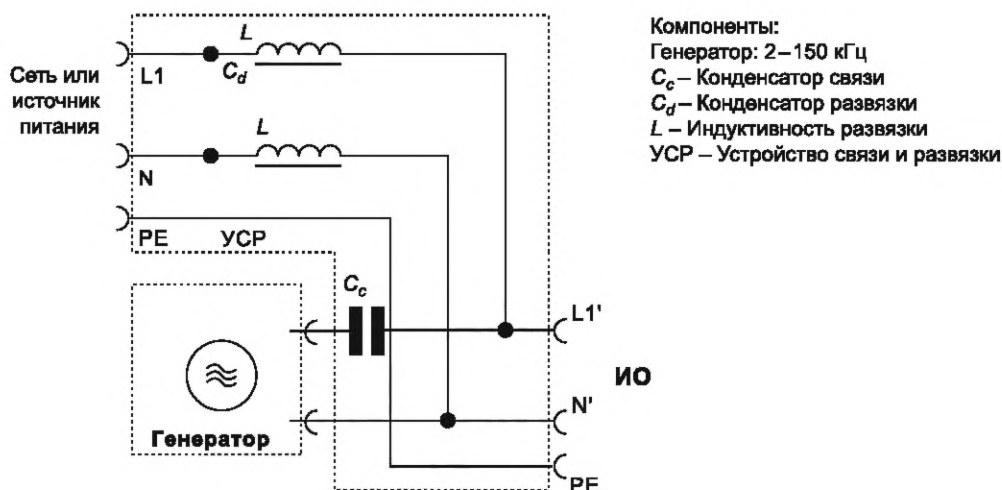 L
L1
C_d
Сеть или
источник
питания
L
N
PE
УСР
C_c
Генератор
L1'
ИО
N'
PE
Компоненты:
Генератор: 2–150 кГц
C_c – Конденсатор связи
C_d – Конденсатор развязки
L – Индуктивность развязки
УСР – Устройство связи и развязки